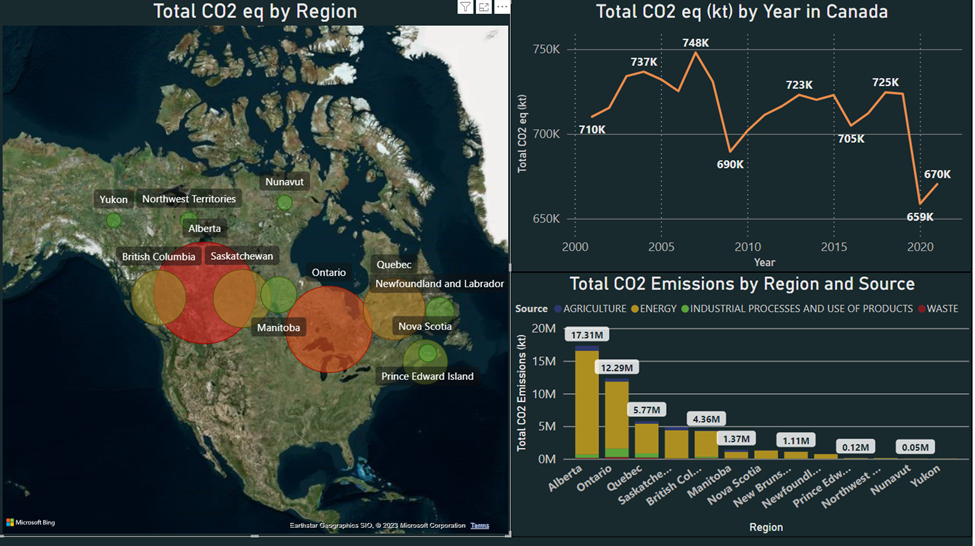 Total CO2 eq by Region
Nunavut
Yukon
Northwest Territories
Alberta
British Columbia
Saskatchewan
Quebec
Ontario
Newfoundland and Labrador
Manitoba
Nova Scotia
Prince Edward Island
Microsoft Bing
Earthstar Geographics SIO, © 2023 Microsoft Corporation Terms
Total CO2 eq (kt) by Year in Canada
Total CO2 eq (kt)
750K
700K
650K
710K
737K
748K
690K
723K
705K
725K
659K
670K
2000
2005
2010
2015
2020
Year
Total CO2 Emissions by Region and Source
Source AGRICULTURE ENERGY INDUSTRIAL PROCESSES AND USE OF PRODUCTS WASTE
Total CO2 Emissions (kt)
20M
15M
10M
5M
0M
17.31M
12.29M
5.77M
4.36M
1.37M
1.11M
0.12M
0.05M
Alberta
Ontario
Quebec
Saskatche...
British Col...
Manitoba
Nova Scotia
New Bruns...
Newfoundl...
Prince Edw...
Northwest ...
Nunavut
Yukon
Region